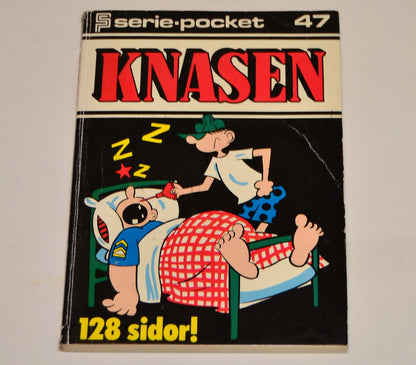 serie-pocket 47
KNASEN
Z
Z
Z
128 sidor!